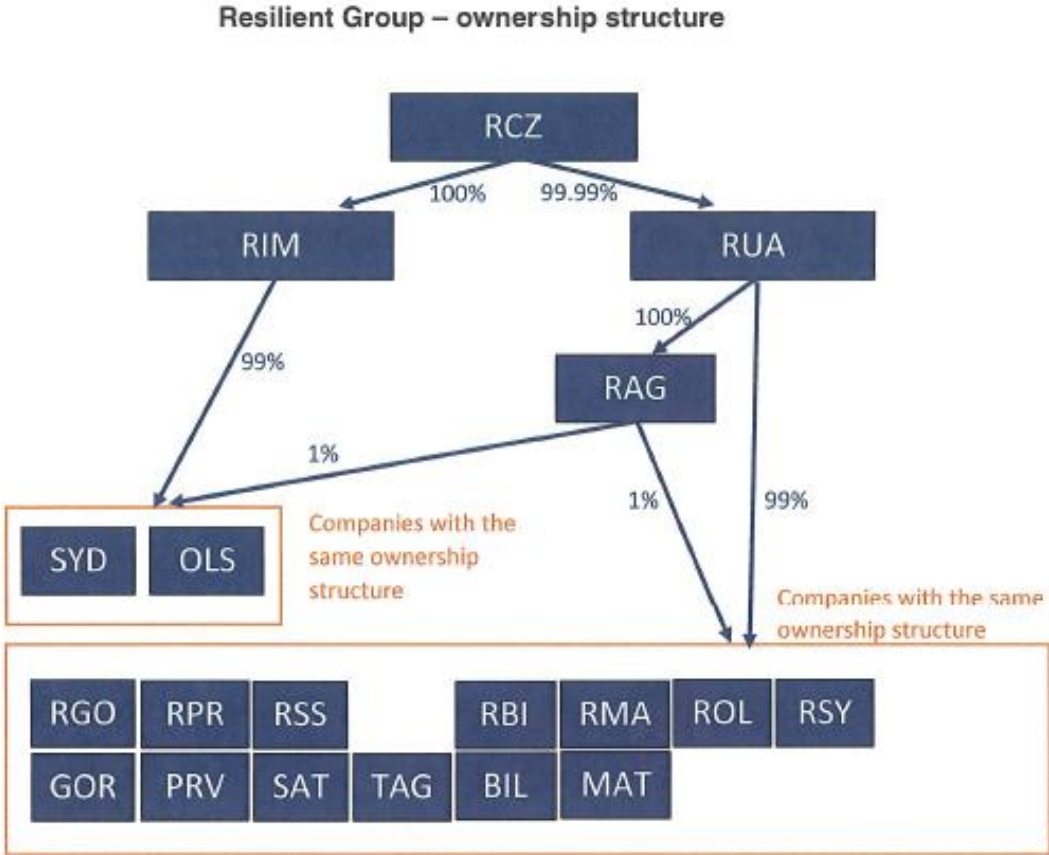 Resilient Group – ownership structure
RCZ
100%
99.99%
RIM
RUA
100%
99%
RAG
1%
1%
99%
Companies with the
same ownership
structure
SYD
OLS
Companies with the same
ownership structure
RGO RPR RSS RBI RMA ROL RSY
GOR PRV SAT TAG BIL MAT